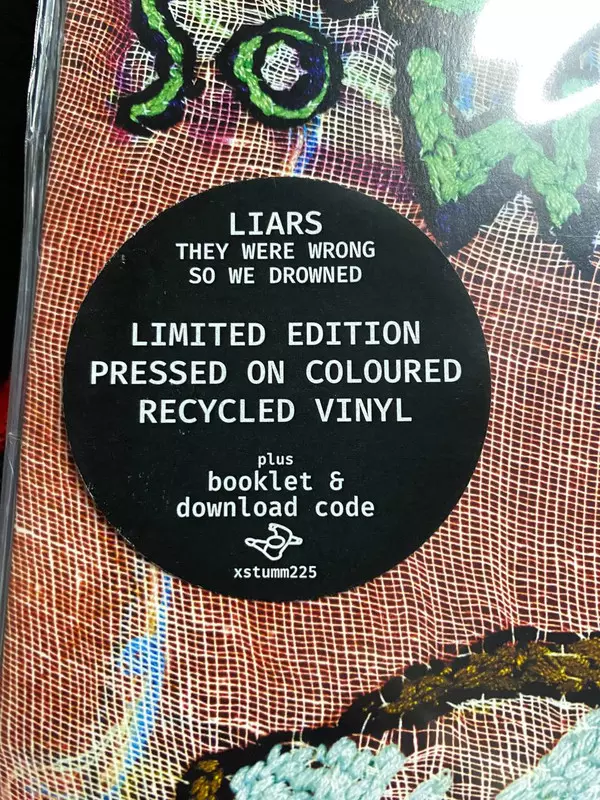 SO W
LIARS
THEY WERE WRONG
SO WE DROWNED
LIMITED EDITION
PRESSED ON COLOURED
RECYCLED VINYL
plus
booklet &
download code
xstumm225